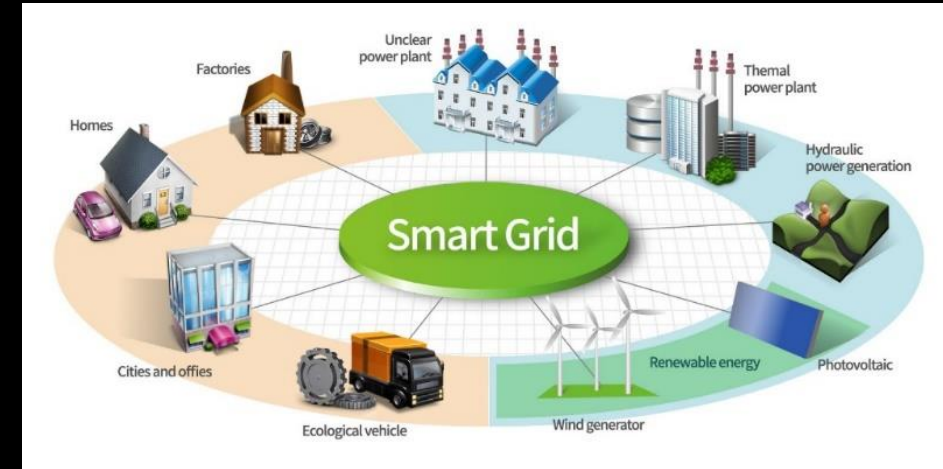 Unclear
power plant
Factories
Themal
power plant
Homes
Hydraulic
power generation
Smart Grid
Renewable energy
Photovoltaic
Cities and offies
Wind generator
Ecological vehicle